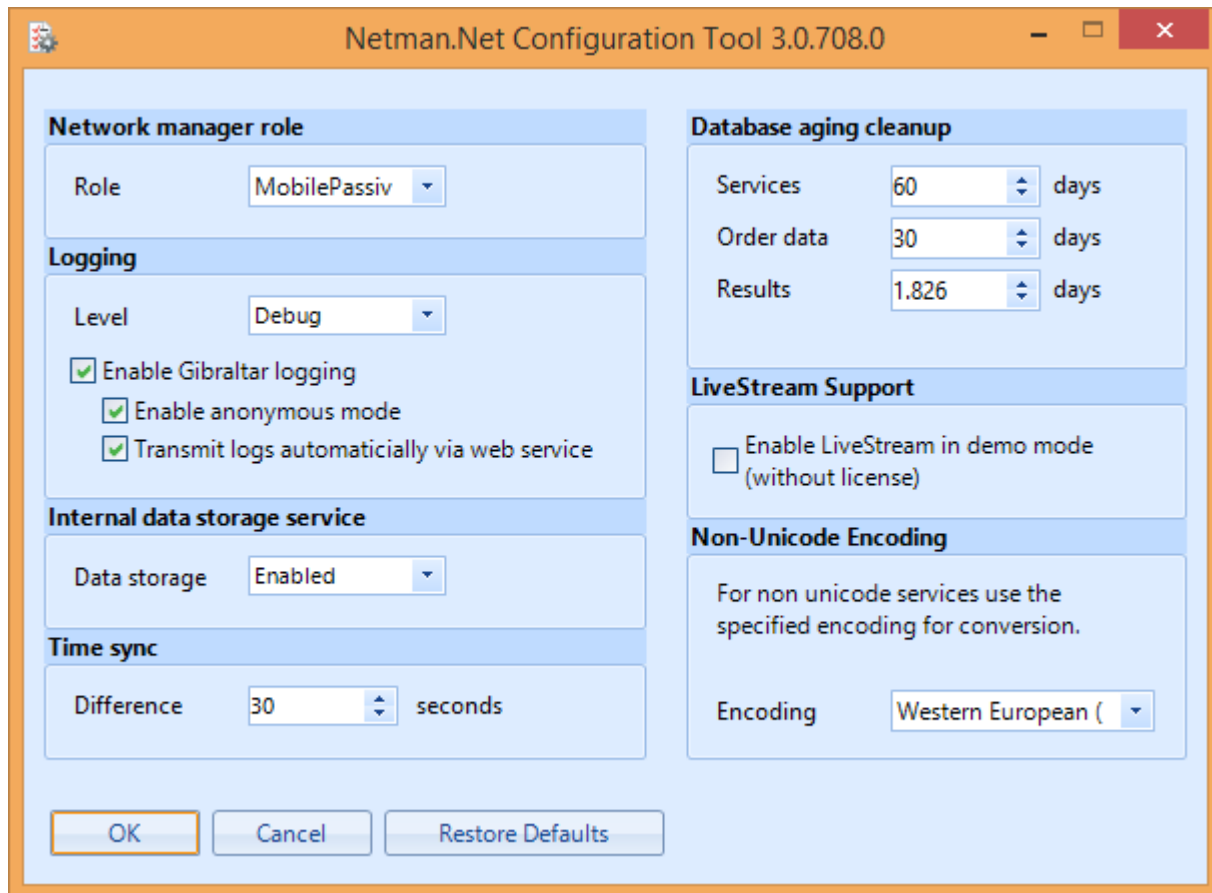 Netman.Net Configuration Tool 3.0.708.0
Network manager role
Role MobilePassiv
Logging
Level Debug
Enable Gibraltar logging
Enable anonymous mode
Transmit logs automaticially via web service
Internal data storage service
Data storage Enabled
Time sync
Difference 30 seconds
Database aging cleanup
Services 60 days
Order data 30 days
Results 1.826 days
LiveStream Support
Enable LiveStream in demo mode
(without license)
Non-Unicode Encoding
For non unicode services use the
specified encoding for conversion.
Encoding Western European (
OK Cancel Restore Defaults